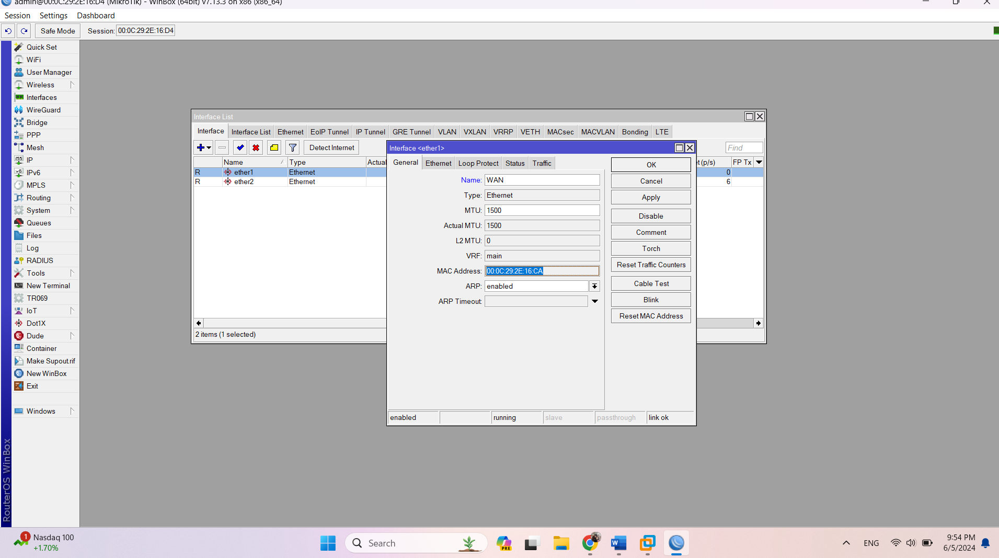 admin@00:0C:29:2E:16:D4 (MikroTik) - WinBox (64bit) v7.13.3 on x86 (x86_64)
Session Settings Dashboard
Safe Mode Session: 00:0C:29:2E:16:D4
Quick Set
WiFi
User Manager
Wireless
Interfaces
WireGuard
Bridge
PPP
Mesh
IP
IPv6
MPLS
Routing
System
Queues
Files
Log
RADIUS
Tools
New Terminal
TR069
IoT
Dot1X
Dude
Container
Make Supout.rif
New WinBox
Exit
Windows
RouterOS WinBox
Interface List
Interface Interface List Ethernet EoIP Tunnel IP Tunnel GRE Tunnel VLAN VXLAN VRRP VETH MACsec MACVLAN Bonding LTE
Detect Internet Find
Name Type Actual t (p/s) FP Tx
R ether1 Ethernet 0
R ether2 Ethernet 6
2 items (1 selected)
Interface <ether1>
General Ethernet Loop Protect Status Traffic
Name: WAN
Type: Ethernet
MTU: 1500
Actual MTU: 1500
L2 MTU: 0
VRF: main
MAC Address: 00:0C:29:2E:16:CA
ARP: enabled
ARP Timeout:
OK
Cancel
Apply
Disable
Comment
Torch
Reset Traffic Counters
Cable Test
Blink
Reset MAC Address
enabled running slave passthrough link ok
1 Nasdaq 100
+1.70%
Search
PRE
ENG
9:54 PM
6/5/2024